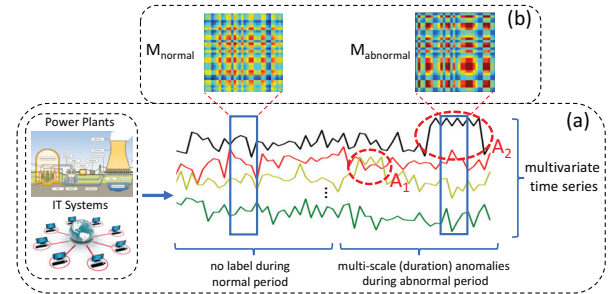 (b)
M_normal
M_abnormal
(a)
Power Plants
IT Systems
A_1
A_2
...
multivariate
time series
no label during
normal period
multi-scale (duration) anomalies
during abnormal period